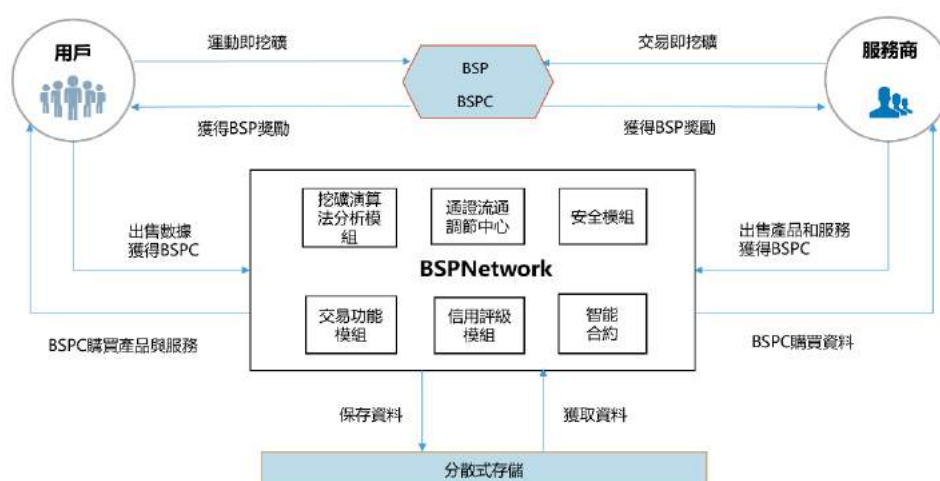 用戶
運動即挖礦
BSP
BSPC
交易即挖礦
服務商
獲得BSP獎勵
獲得BSP獎勵
挖礦演算
法分析模
組
通證流通
調節中心
安全模組
出售數據
獲得BSPC
BSPNetwork
出售產品和服務
獲得BSPC
交易功能
模組
信用評級
模組
智能
合約
BSPC購買產品與服務
BSPC購買資料
保存資料
獲取資料
分散式存儲